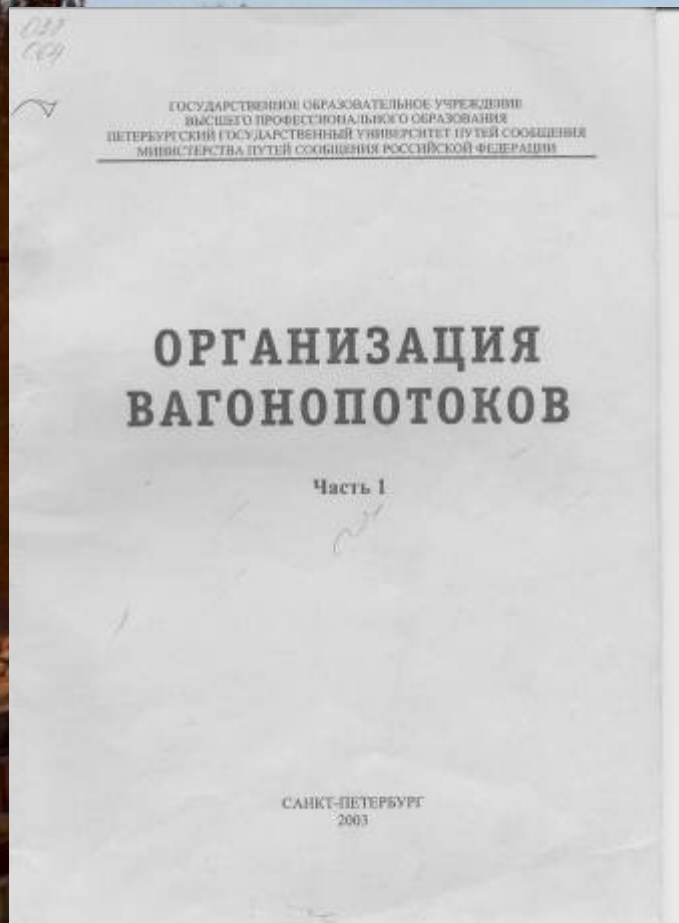 ГОСУДАРСТВЕННОЕ ОБРАЗОВАТЕЛЬНОЕ УЧРЕЖДЕНИЕ
ВЫСШЕГО ПРОФЕССИОНАЛЬНОГО ОБРАЗОВАНИЯ
ПЕТЕРБУРГСКИЙ ГОСУДАРСТВЕННЫЙ УНИВЕРСИТЕТ ПУТЕЙ СООБЩЕНИЯ
МИНИСТЕРСТВА ПУТЕЙ СООБЩЕНИЯ РОССИЙСКОЙ ФЕДЕРАЦИИ
ОРГАНИЗАЦИЯ
ВАГОНОПОТОКОВ
Часть 1
САНКТ-ПЕТЕРБУРГ
2003